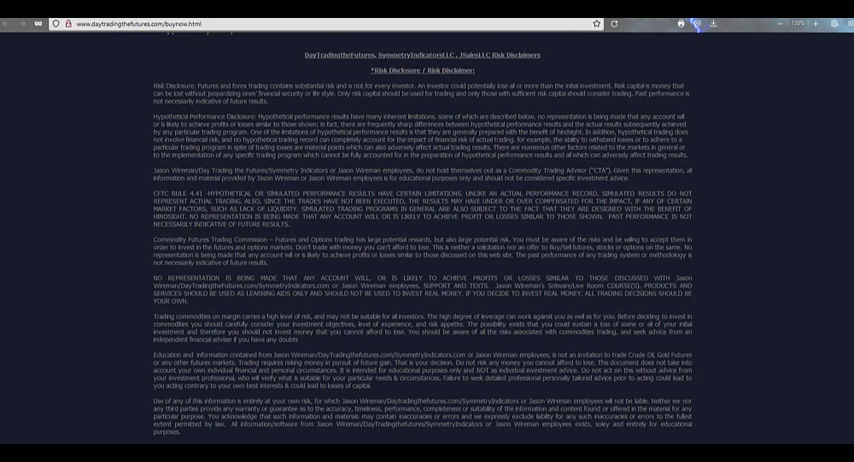 www.daytradingthefutures.com/buynow.html
120%
DayTradingtheFutures, SymmetryIndicatorsLLC, JSalesLLC Risk Disclaimers
*Risk Disclosure / Risk Disclaimer:
Risk Disclosure: Futures and forex trading contains substantial risk and is not for every investor. An investor could potentially lose all or more than the initial investment. Risk capital is money that
can be lost without jeopardizing ones' financial security or life style. Only risk capital should be used for trading and only those with sufficient risk capital should consider trading. Past performance is
not necessarily indicative of future results.
Hypothetical Performance Disclosure: Hypothetical performance results have many inherent limitations, some of which are described below. no representation is being made that any account will
or is likely to achieve profits or losses similar to those shown; in fact, there are frequently sharp differences between hypothetical performance results and the actual results subsequently achieved
by any particular trading program. One of the limitations of hypothetical performance results is that they are generally prepared with the benefit of hindsight. In addition, hypothetical trading does
not involve financial risk, and no hypothetical trading record can completely account for the impact of financial risk of actual trading. for example, the ability to withstand losses or to adhere to a
particular trading program in spite of trading losses are material points which can also adversely affect actual trading results. There are numerous other factors related to the markets in general or
to the implementation of any specific trading program which cannot be fully accounted for in the preparation of hypothetical performance results and all which can adversely affect trading results.
Jason Wireman/Day Trading the Futures/Symmetry Indicators or Jason Wireman employees, do not hold themselves out as a Commodity Trading Advisor ("CTA"). Given this representation, all
information and material provided by Jason Wireman or Jason Wireman employees is for educational purposes only and should not be considered specific investment advice.
CFTC RULE 4.41 -HYPOTHETICAL OR SIMULATED PERFORMANCE RESULTS HAVE CERTAIN LIMITATIONS. UNLIKE AN ACTUAL PERFORMANCE RECORD, SIMULATED RESULTS DO NOT
REPRESENT ACTUAL TRADING. ALSO, SINCE THE TRADES HAVE NOT BEEN EXECUTED, THE RESULTS MAY HAVE UNDER OR OVER COMPENSATED FOR THE IMPACT, IF ANY OF CERTAIN
MARKET FACTORS, SUCH AS LACK OF LIQUIDITY. SIMULATED TRADING PROGRAMS IN GENERAL ARE ALSO SUBJECT TO THE FACT THAT THEY ARE DESIGNED WITH THE BENEFIT OF
HINDSIGHT. NO REPRESENTATION IS BEING MADE THAT ANY ACCOUNT WILL OR IS LIKELY TO ACHIEVE PROFIT OR LOSSES SIMILAR TO THOSE SHOWN. PAST PERFORMANCE IS NOT
NECESSARILY INDICATIVE OF FUTURE RESULTS.
Commodity Futures Trading Commission – Futures and Options trading has large potential rewards, but also large potential risk. You must be aware of the risks and be willing to accept them in
order to invest in the futures and options markets. Don't trade with money you can't afford to lose. This is neither a solicitation nor an offer to Buy/Sell futures, stocks or options on the same. No
representation is being made that any account will or is likely to achieve profits or losses similar to those discussed on this web site. The past performance of any trading system or methodology is
not necessarily indicative of future results.
NO REPRESENTATION IS BEING MADE THAT ANY ACCOUNT WILL, OR IS LIKELY TO ACHIEVE PROFITS OR LOSSES SIMILAR TO THOSE DISCUSSED WITH Jason
Wireman/DayTradingthefutures.com/SymmetryIndicators.com or Jason Wireman employees, SUPPORT AND TEXTS. Jason Wireman's Sotware/Live Room COURSE(S), PRODUCTS AND
SERVICES SHOULD BE USED AS LEARNING AIDS ONLY AND SHOULD NOT BE USED TO INVEST REAL MONEY. IF YOU DECIDE TO INVEST REAL MONEY, ALL TRADING DECISIONS SHOULD BE
YOUR OWN.
Trading commodities on margin carries a high level of risk, and may not be suitable for all investors. The high degree of leverage can work against you as well as for you. Before deciding to invest in
commodities you should carefully consider your investment objectives, level of experience, and risk appetite. The possibility exists that you could sustain a loss of some or all of your initial
investment and therefore you should not invest money that you cannot afford to lose. You should be aware of all the risks associated with commodities trading, and seek advice from an
independent financial adviser if you have any doubts
Education and information contained from Jason Wireman/DayTradingthefutures.com/SymmetryIndicators.com or Jason Wireman employees, is not an invitation to trade Crude Oil, Gold Futures
or any other futures markets. Trading requires risking money in pursuit of future gain. That is your decision. Do not risk any money you cannot afford to lose. This document does not take into
account your own individual financial and personal circumstances. It is intended for educational purposes only and NOT as individual investment advice. Do not act on this without advice from
your investment professional, who will verify what is suitable for your particular needs & circumstances. Failure to seek detailed professional personally tailored advice prior to acting could lead to
you acting contrary to your own best interests & could lead to losses of capital.
Use of any of this information is entirely at your own risk, for which Jason Wireman/Daytradingthefutures.com/SymmetryIndicators or Jason Wireman employees will not be liable. Neither we nor
any third parties provide any warranty or guarantee as to the accuracy, timeliness, performance, completeness or suitability of the information and content found or offered in the material for any
particular purpose. You acknowledge that such information and materials may contain inaccuracies or errors and we expressly exclude liability for any such inaccuracies or errors to the fullest
extent permitted by law. All information/software from Jason Wireman/DayTradingthefutures/SymmetryIndicators or Jason Wireman employees exists, soley and entirely for educational
purposes.